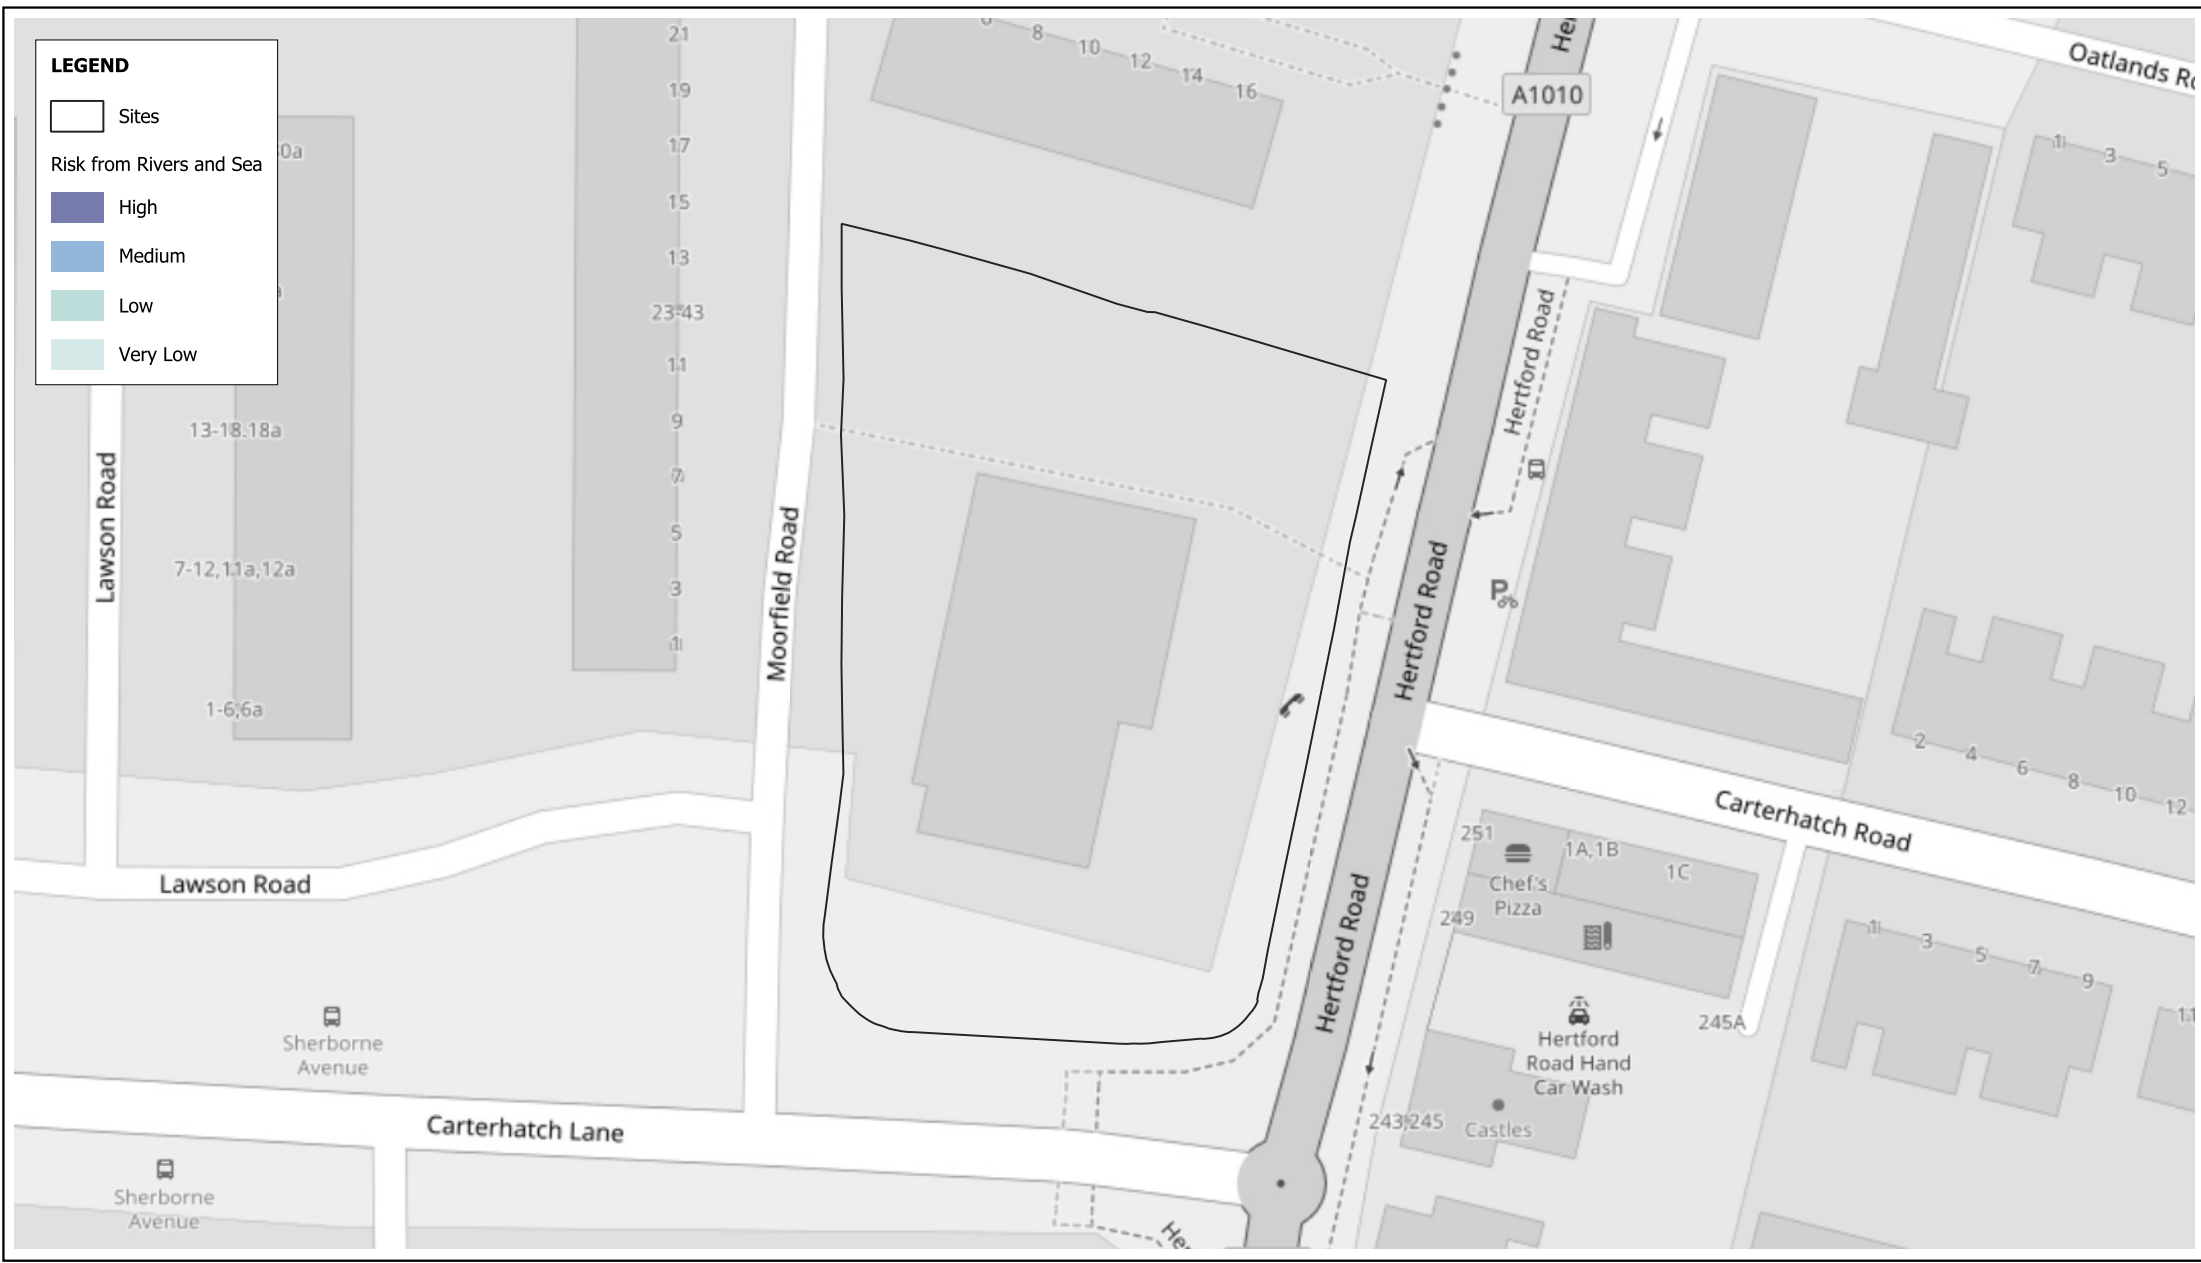 LEGEND
Sites
Risk from Rivers and Sea
High
Medium
Low
Very Low
21
19
17
15
13
23-43
11
9
7
5
3
1
8
10
12
14
16
A1010
Oatlands
1
3
5
13-18.18a
7-12,11a,12a
1-6,6a
Lawson Road
Moorfield Road
Hertford Road
Hertford Road
Hertford Road
P
2
4
6
8
10
12
Carterhatch Road
251
1A,1B
1C
Chef's
Pizza
249
Lawson Road
Sherborne
Avenue
Hertford
Road Hand
Car Wash
245A
1
3
5
7
9
11
243,245
Castles
Carterhatch Lane
Sherborne
Avenue